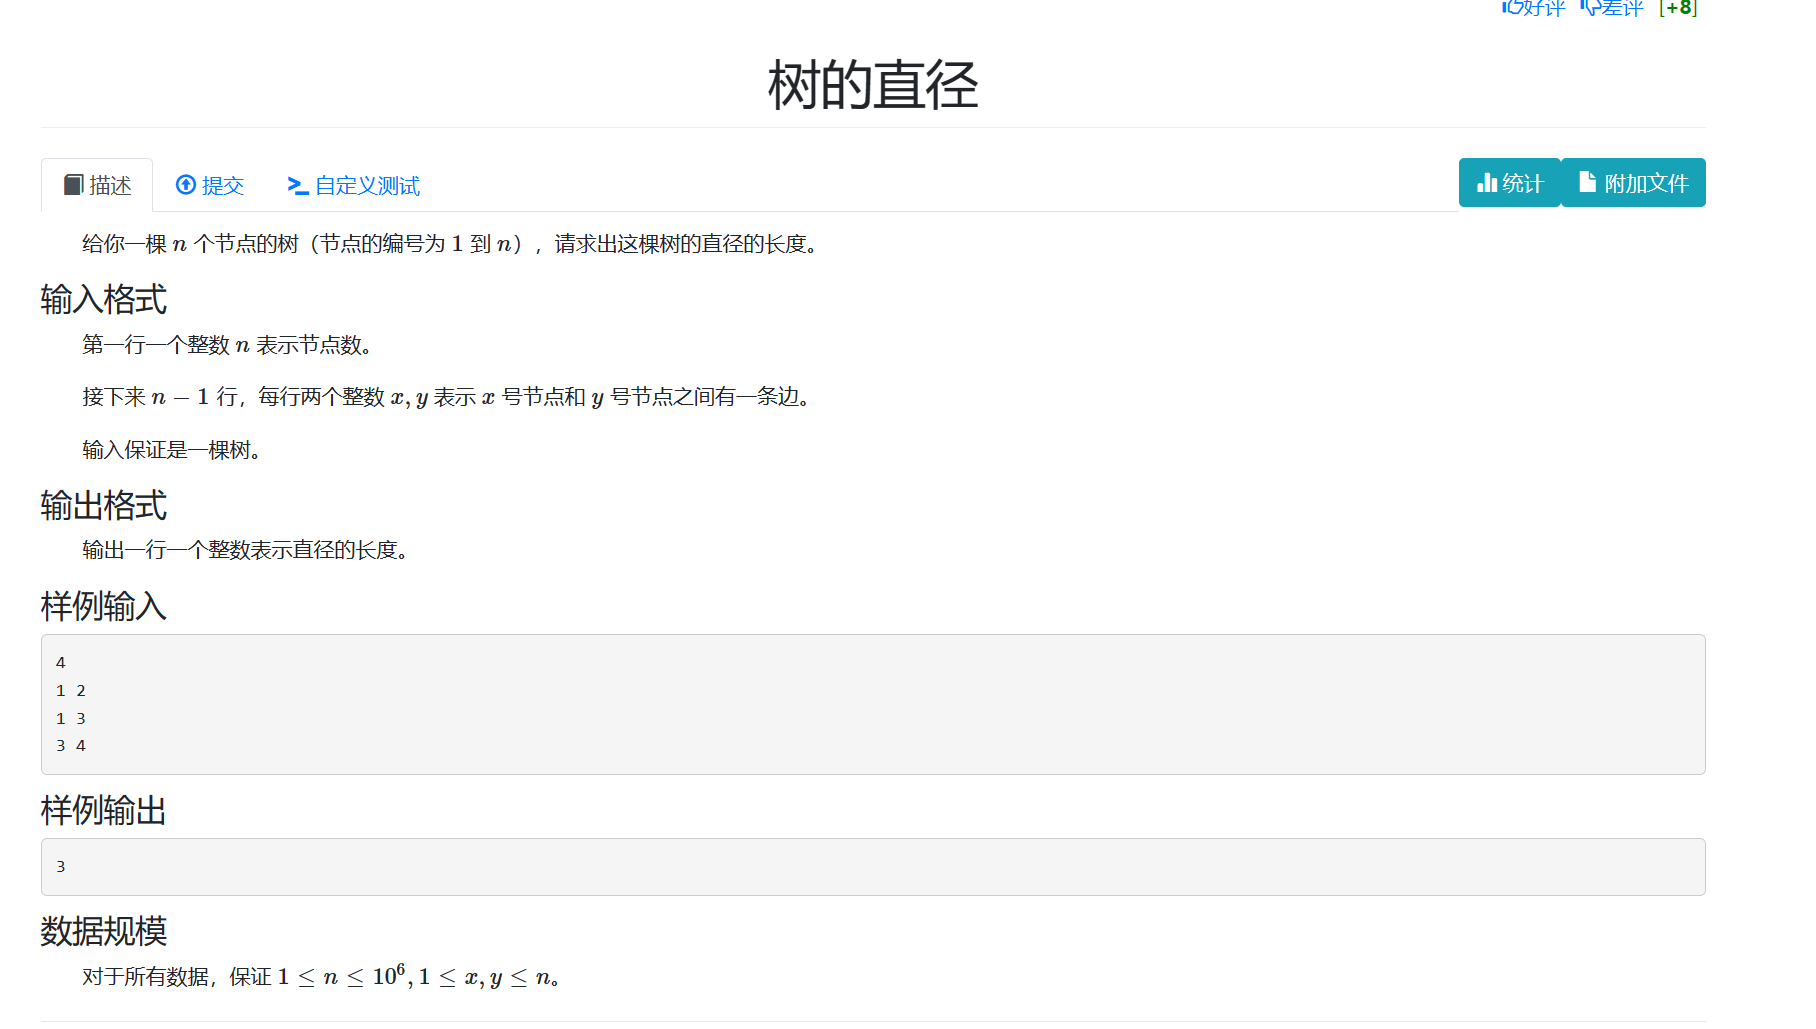 好评 差评 [+8]
树的直径
描述 提交 自定义测试 统计 附加文件
给你一棵 n 个节点的树（节点的编号为 1 到 n），请求出这棵树的直径的长度。
输入格式
第一行一个整数 n 表示节点数。
接下来 n − 1 行，每行两个整数 x, y 表示 x 号节点和 y 号节点之间有一条边。
输入保证是一棵树。
输出格式
输出一行一个整数表示直径的长度。
样例输入
4
1 2
1 3
3 4
样例输出
3
数据规模
对于所有数据，保证 1 ≤ n ≤ 10⁶, 1 ≤ x, y ≤ n。